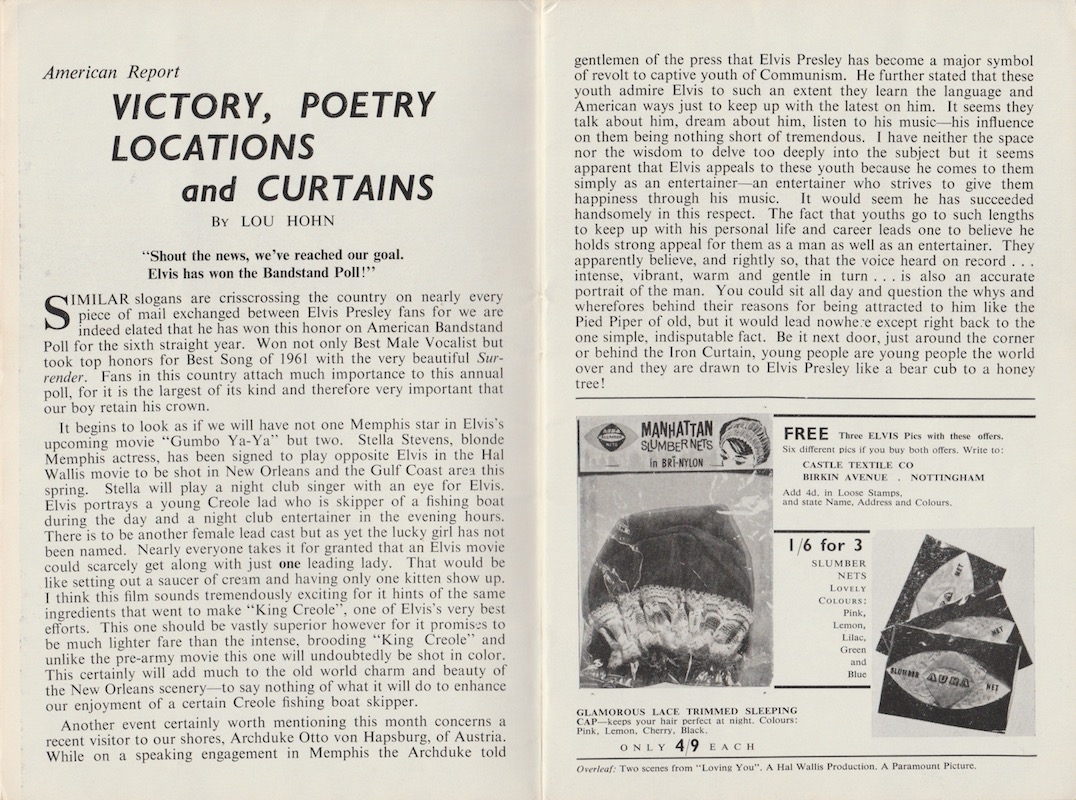 American Report
VICTORY, POETRY
LOCATIONS
and CURTAINS
BY LOU HOHN
"Shout the news, we've reached our goal.
Elvis has won the Bandstand Poll!"
SIMILAR slogans are crisscrossing the country on nearly every
piece of mail exchanged between Elvis Presley fans for we are
indeed elated that he has won this honor on American Bandstand
Poll for the sixth straight year. Won not only Best Male Vocalist but
took top honors for Best Song of 1961 with the very beautiful Sur-
render. Fans in this country attach much importance to this annual
poll, for it is the largest of its kind and therefore very important that
our boy retain his crown.
It begins to look as if we will have not one Memphis star in Elvis's
upcoming movie "Gumbo Ya-Ya" but two. Stella Stevens, blonde
Memphis actress, has been signed to play opposite Elvis in the Hal
Wallis movie to be shot in New Orleans and the Gulf Coast area this
spring. Stella will play a night club singer with an eye for Elvis.
Elvis portrays a young Creole lad who is skipper of a fishing boat
during the day and a night club entertainer in the evening hours.
There is to be another female lead cast but as yet the lucky girl has not
been named. Nearly everyone takes it for granted that an Elvis movie
could scarcely get along with just one leading lady. That would be
like setting out a saucer of cream and having only one kitten show up.
I think this film sounds tremendously exciting for it hints of the same
ingredients that went to make "King Creole", one of Elvis's very best
efforts. This one should be vastly superior however for it promises to
be much lighter fare than the intense, brooding "King Creole" and
unlike the pre-army movie this one will undoubtedly be shot in color.
This certainly will add much to the old world charm and beauty of
the New Orleans scenery—to say nothing of what it will do to enhance
our enjoyment of a certain Creole fishing boat skipper.
Another event certainly worth mentioning this month concerns a
recent visitor to our shores, Archduke Otto von Hapsburg, of Austria.
While on a speaking engagement in Memphis the Archduke told
gentlemen of the press that Elvis Presley has become a major symbol
of revolt to captive youth of Communism. He further stated that these
youth admire Elvis to such an extent they learn the language and
American ways just to keep up with the latest on him. It seems they
talk about him, dream about him, listen to his music—his influence
on them being nothing short of tremendous. I have neither the space
nor the wisdom to delve too deeply into the subject but it seems
apparent that Elvis appeals to these youth because he comes to them
simply as an entertainer—an entertainer who strives to give them
happiness through his music. It would seem he has succeeded
handsomely in this respect. The fact that youths go to such lengths
to keep up with his personal life and career leads one to believe he
holds strong appeal for them as a man as well as an entertainer. They
apparently believe, and rightly so, that the voice heard on record . . .
intense, vibrant, warm and gentle in turn . . . is also an accurate
portrait of the man. You could sit all day and question the whys and
wherefores behind their reasons for being attracted to him like the
Pied Piper of old, but it would lead nowhere except right back to the
one simple, indisputable fact. Be it next door, just around the corner
or behind the Iron Curtain, young people are young people the world
over and they are drawn to Elvis Presley like a bear cub to a honey
tree!
MANHATTAN
SLUMBER NETS
in BRI-NYLON
FREE Three ELVIS Pics with these offers.
Six different pics if you buy both offers. Write to:
CASTLE TEXTILE CO
BIRKIN AVENUE . NOTTINGHAM
Add 4d. in Loose Stamps,
and state Name, Address and Colours.
1/6 for 3
SLUMBER
NETS
LOVELY
COLOURS:
Pink,
Lemon,
Lilac,
Green
and
Blue
NET
NET
SLUMBER AURA NET
GLAMOROUS LACE TRIMMED SLEEPING
CAP—keeps your hair perfect at night. Colours:
Pink, Lemon, Cherry, Black.
ONLY 4/9 EACH
Overleaf: Two scenes from "Loving You". A Hal Wallis Production. A Paramount Picture.